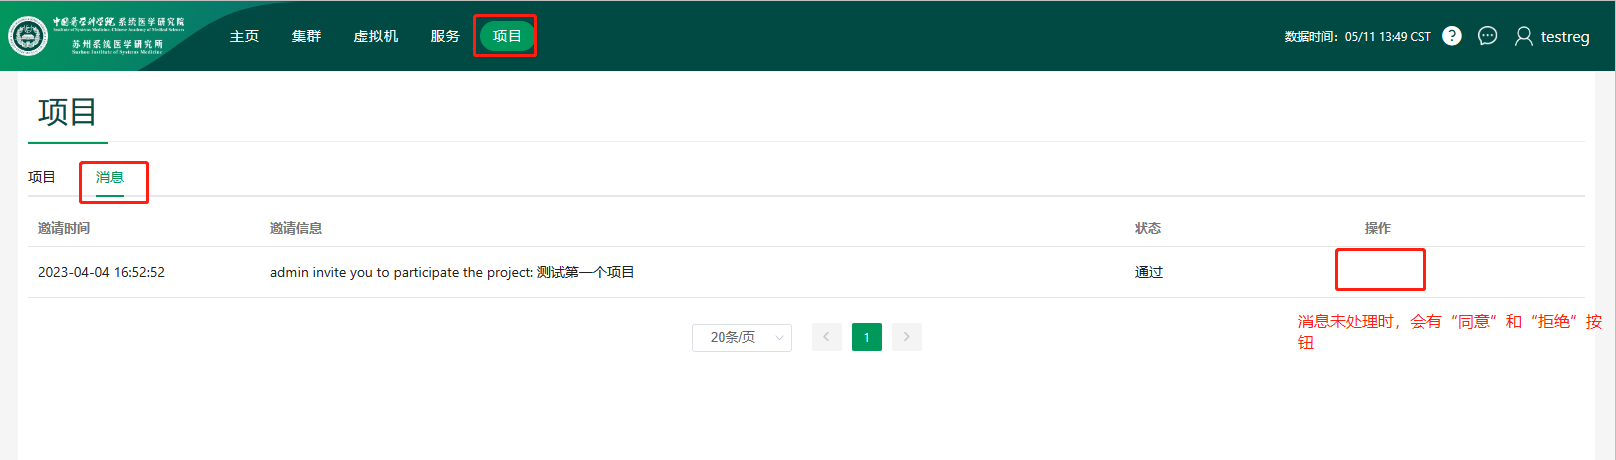 中国医学科学院 系统医学研究院
Institute of Systems Medicine, Chinese Academy of Medical Sciences
苏州系统医学研究所
Suzhou Institute of Systems Medicine
主页 集群 虚拟机 服务 项目
数据时间：05/11 13:49 CST ? testreg
项目
项目 消息
邀请时间 邀请信息 状态 操作
2023-04-04 16:52:52 admin invite you to participate the project: 测试第一个项目 通过
消息未处理时，会有“同意”和“拒绝”按
钮
20条/页 < 1 >